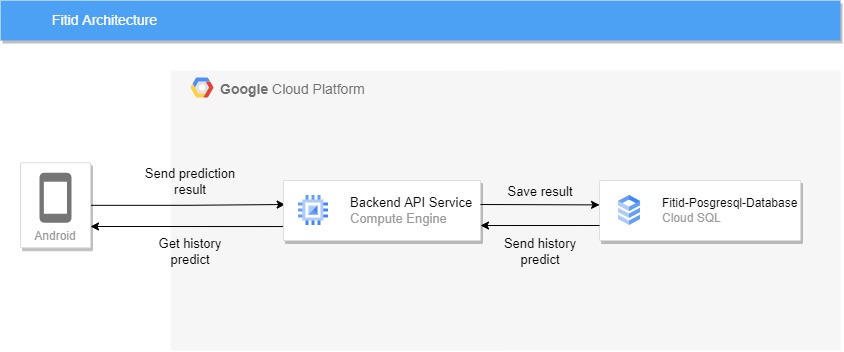 Fitid Architecture
Google Cloud Platform
Send prediction
result
Android
Get history
predict
Backend API Service
Compute Engine
Save result
Send history
predict
Fitid-Posgresql-Database
Cloud SQL